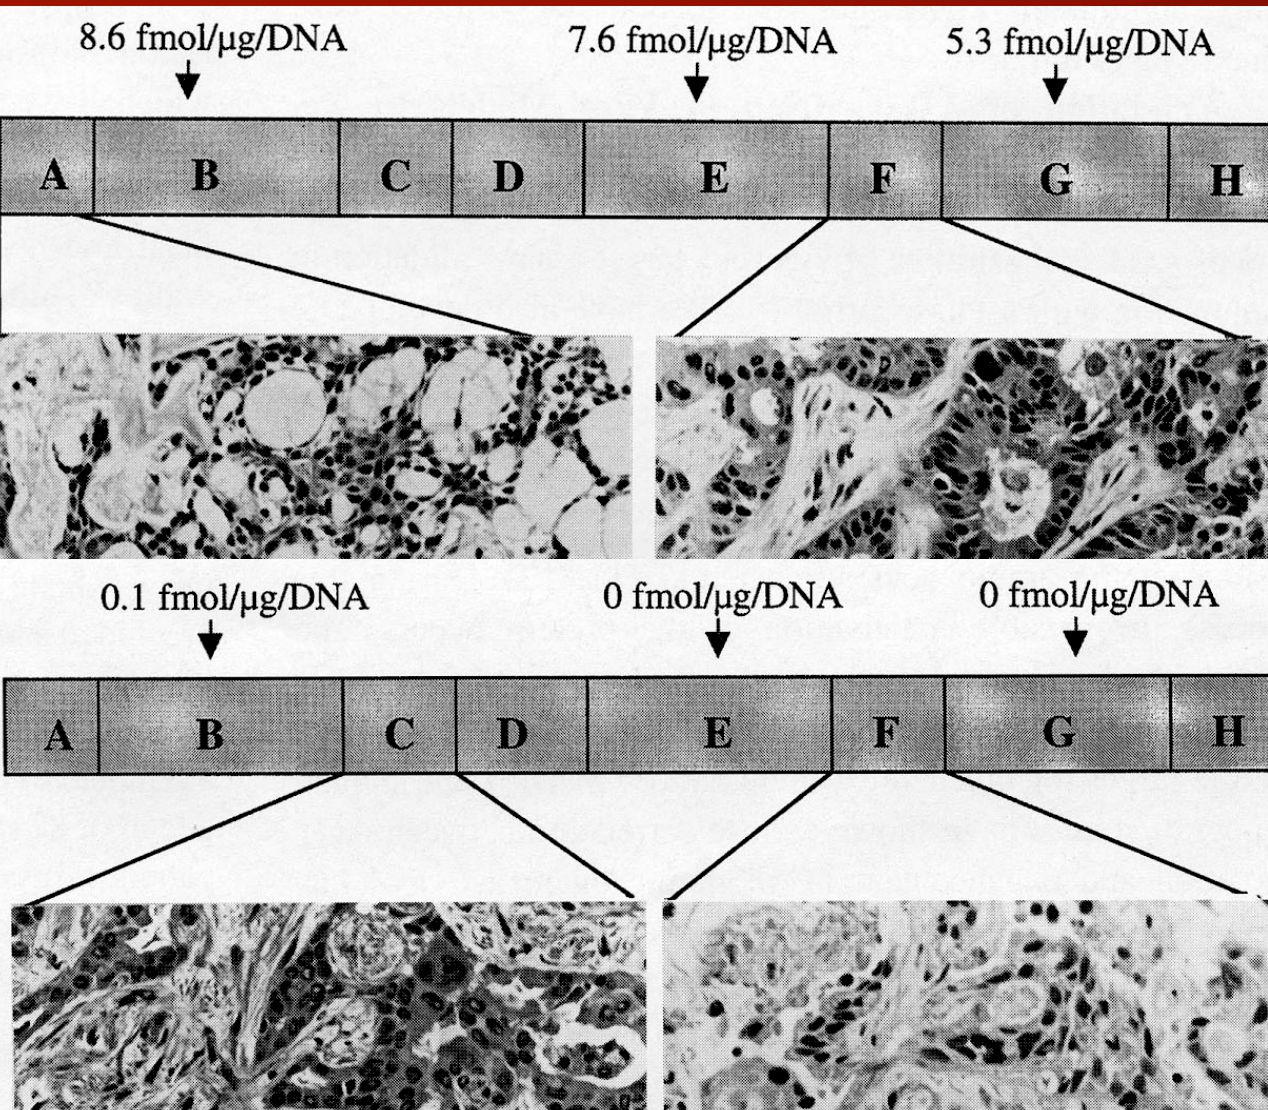 8.6 fmol/µg/DNA 7.6 fmol/µg/DNA 5.3 fmol/µg/DNA
A B C D E F G H
0.1 fmol/µg/DNA 0 fmol/µg/DNA 0 fmol/µg/DNA
A B C D E F G H